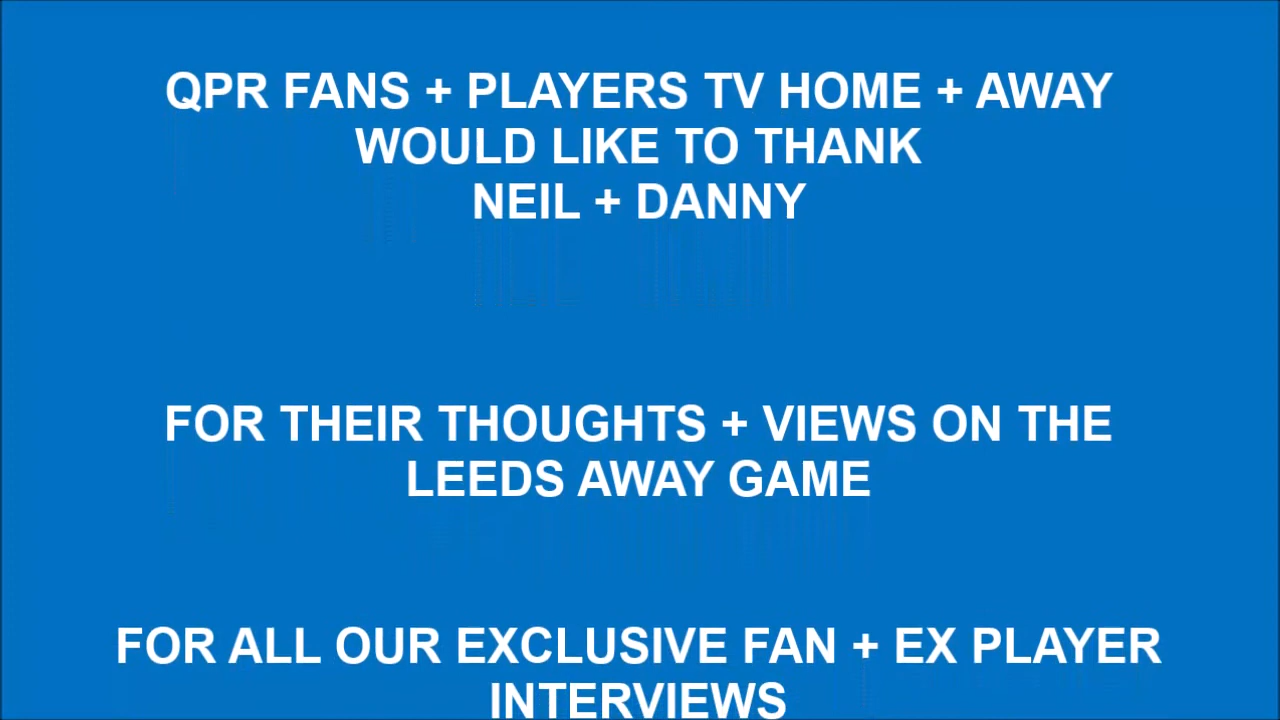 QPR FANS + PLAYERS TV HOME + AWAY
WOULD LIKE TO THANK
NEIL + DANNY
FOR THEIR THOUGHTS + VIEWS ON THE
LEEDS AWAY GAME
FOR ALL OUR EXCLUSIVE FAN + EX PLAYER
INTERVIEWS